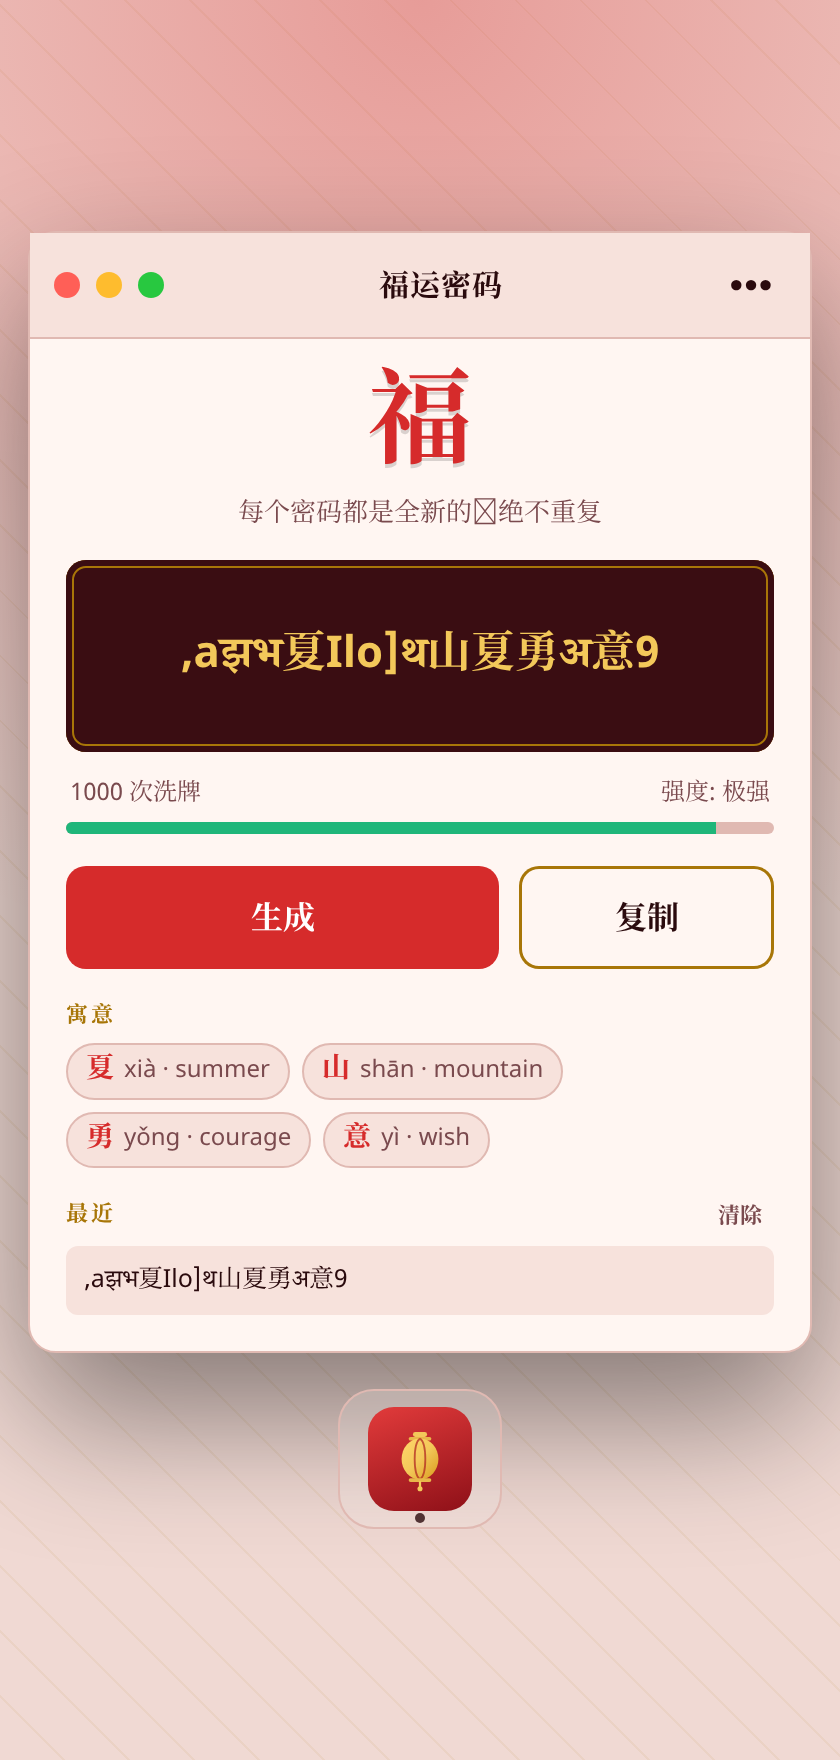 福运密码
福
每个密码都是全新的绝不重复
,aझभ夏Ilo]थ山夏勇अ意9
1000 次洗牌
强度: 极强
生成
复制
寓意
夏 xià · summer
山 shān · mountain
勇 yǒng · courage
意 yì · wish
最近
清除
,aझभ夏Ilo]थ山夏勇अ意9